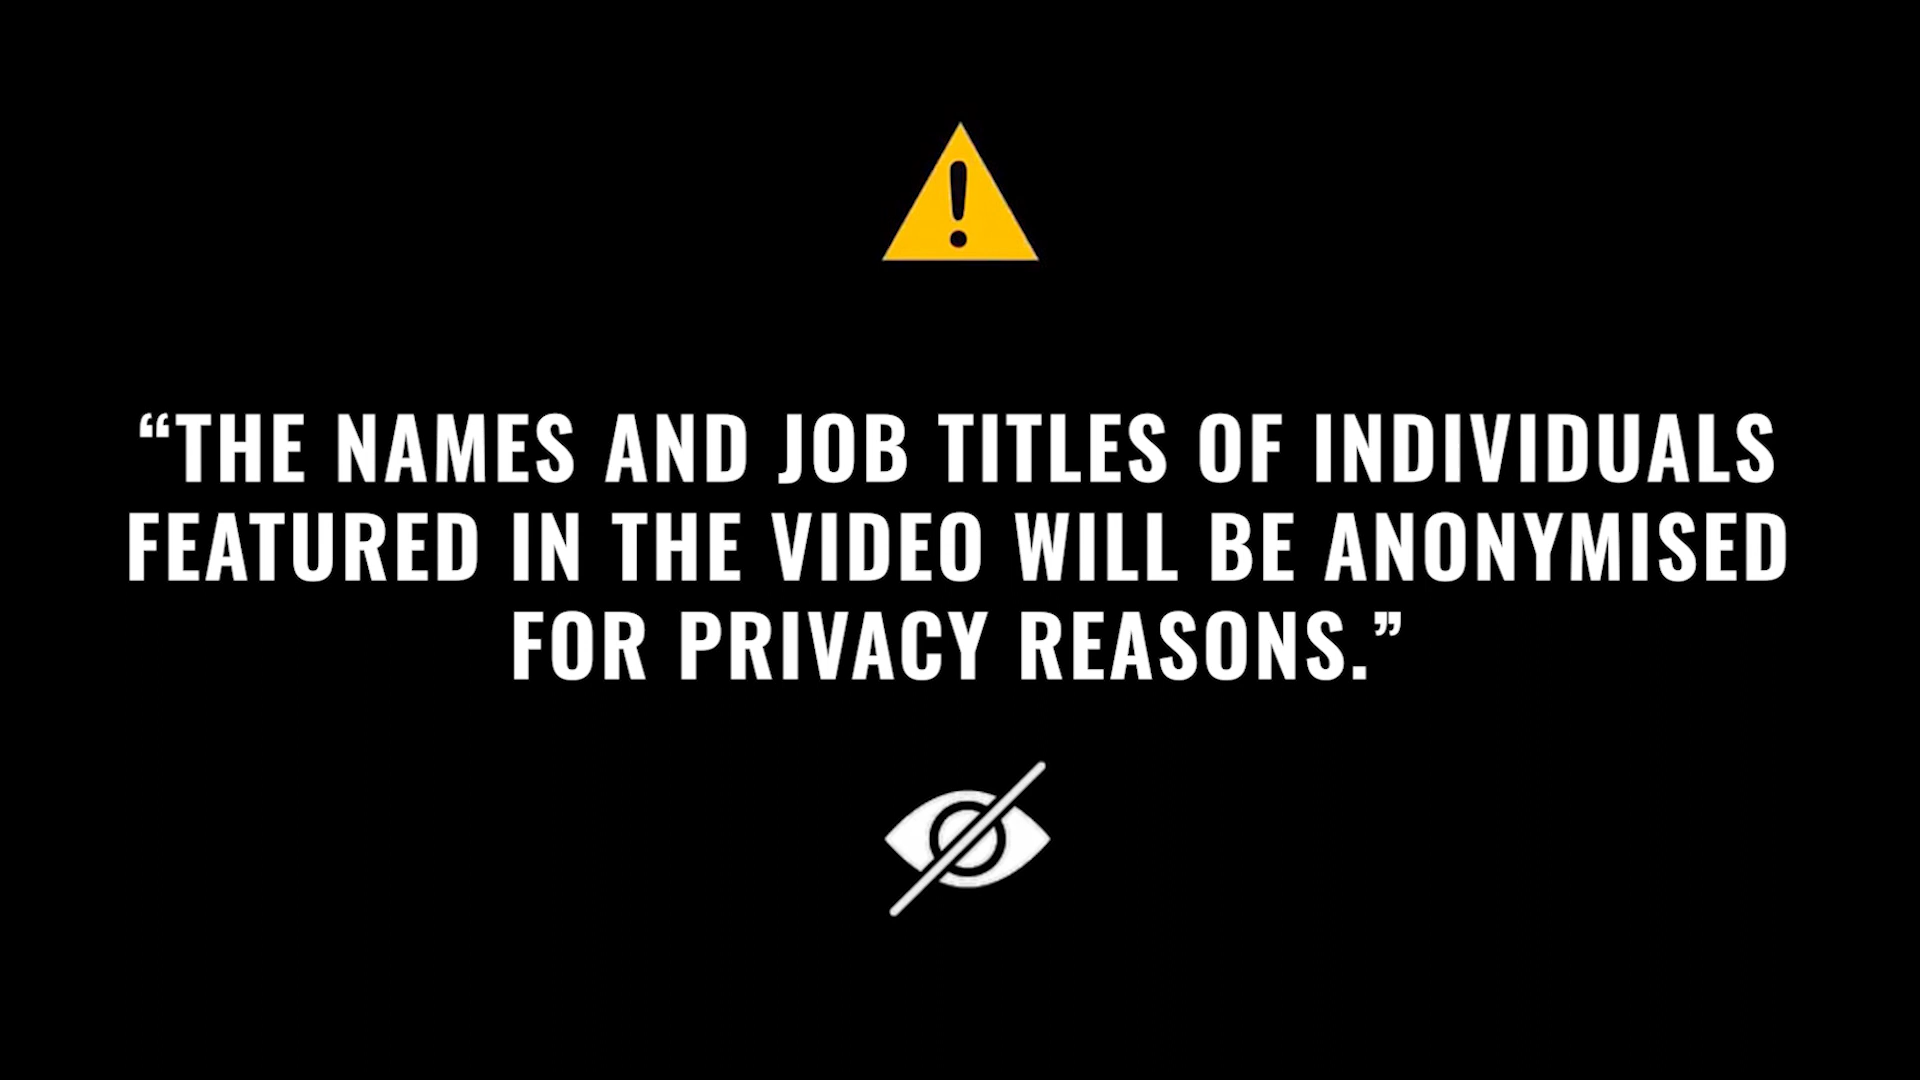 “THE NAMES AND JOB TITLES OF INDIVIDUALS
FEATURED IN THE VIDEO WILL BE ANONYMISED
FOR PRIVACY REASONS.”